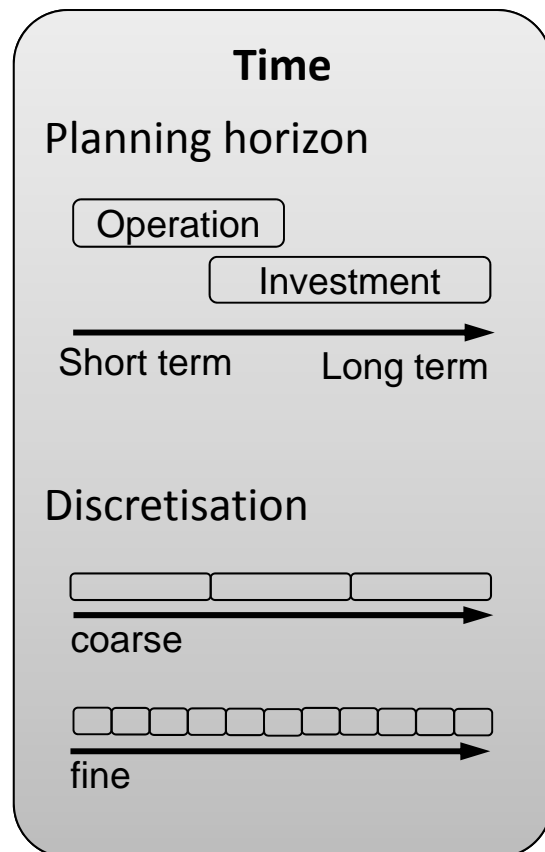 Time
Planning horizon
Operation
Investment
Short term Long term
Discretisation
coarse
fine